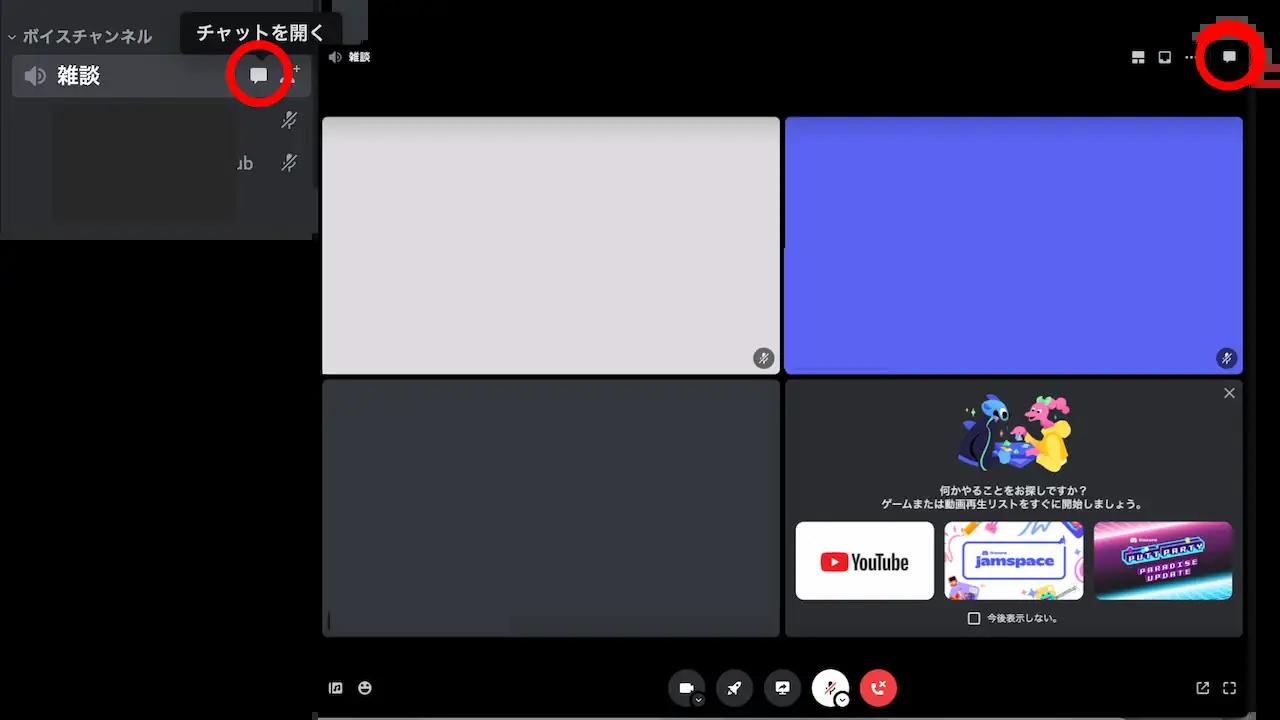 チャットを開く
ボイスチャンネル
雑談
ub
雑談
何かやることをお探しですか？
ゲームまたは動画再生リストをすぐに開始しましょう。
YouTube
jamspace
PUTT PARTY
PARADISE
UPDATE
今後表示しない。